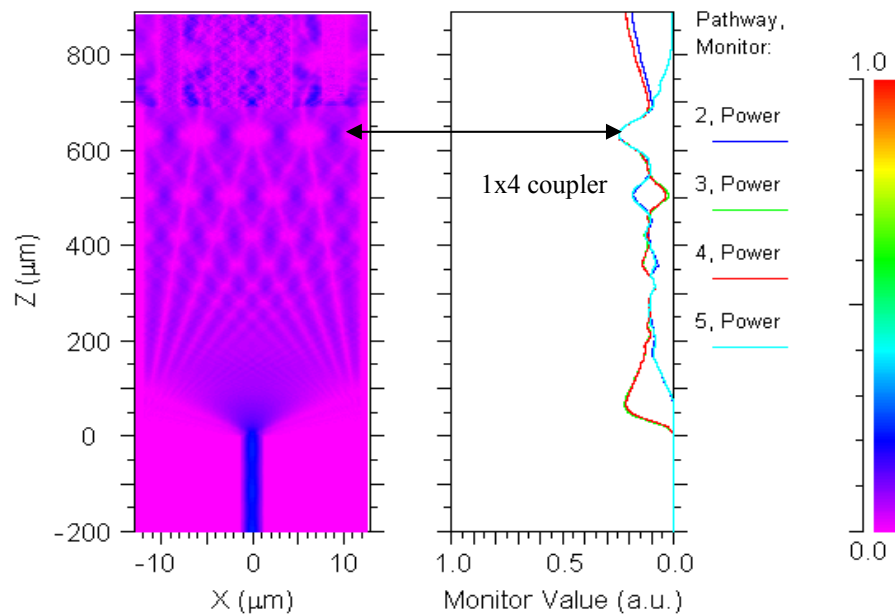 Pathway,
Monitor:
2, Power
3, Power
4, Power
5, Power
1x4 coupler
1.0
0.0
Z (μm)
800
600
400
200
0
-200
-10
0
10
X (μm)
1.0
0.5
0.0
Monitor Value (a.u.)